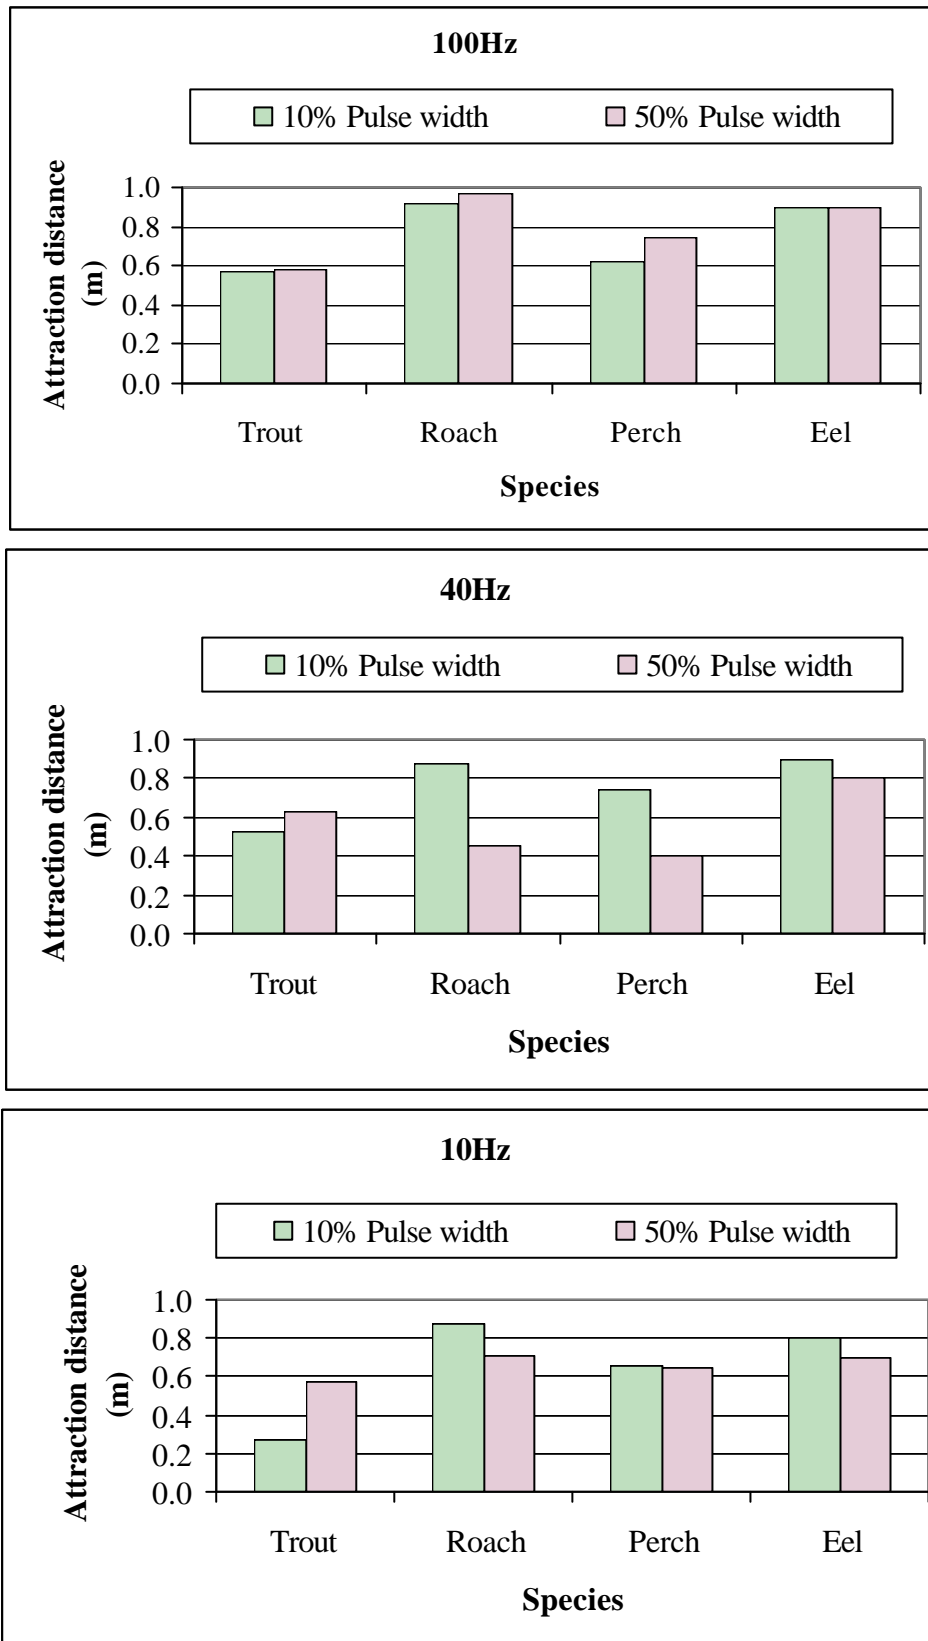 100Hz
10% Pulse width 50% Pulse width
Attraction distance
(m)
1.0
0.8
0.6
0.4
0.2
0.0
Trout Roach Perch Eel
Species
40Hz
10% Pulse width 50% Pulse width
Attraction distance
(m)
1.0
0.8
0.6
0.4
0.2
0.0
Trout Roach Perch Eel
Species
10Hz
10% Pulse width 50% Pulse width
Attraction distance
(m)
1.0
0.8
0.6
0.4
0.2
0.0
Trout Roach Perch Eel
Species